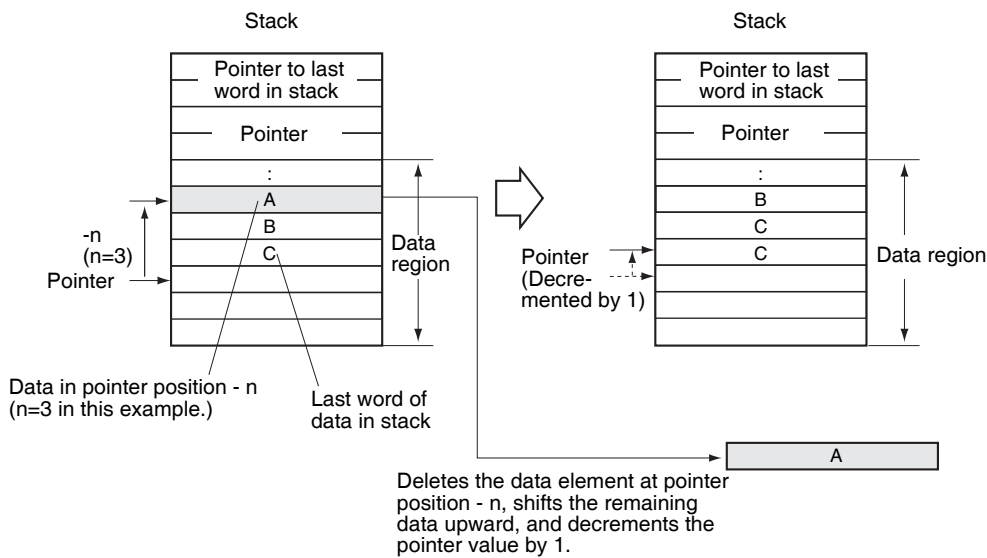 Stack
Pointer to last
word in stack
Pointer
:
A
B
C
-n
(n=3)
Pointer
Data
region
Data in pointer position - n
(n=3 in this example.)
Last word of
data in stack
Stack
Pointer to last
word in stack
Pointer
:
B
C
C
Pointer
(Decre-
mented by 1)
Data region
A
Deletes the data element at pointer
position - n, shifts the remaining
data upward, and decrements the
pointer value by 1.